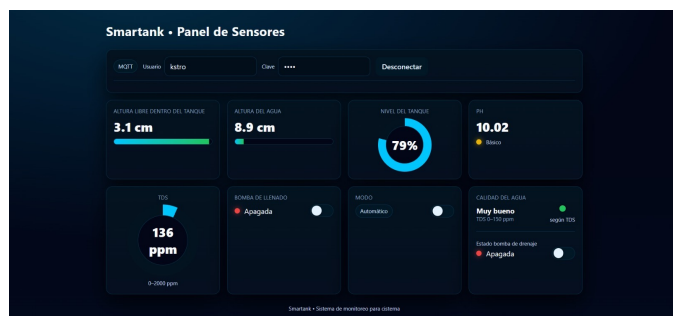 Smartank • Panel de Sensores
MQTT Usuario kstro Clave •••• Desconectar
ALTURA LIBRE DENTRO DEL TANQUE
3.1 cm
ALTURA DEL AGUA
8.9 cm
NIVEL DEL TANQUE
79%
PH
10.02
Básico
TDS
136
ppm
0–2000 ppm
BOMBA DE LLENADO
Apagada
MODO
Automático
CALIDAD DEL AGUA
Muy bueno
TDS 0–150 ppm
según TDS
Estado bomba de drenaje
Apagada
Smartank • Sistema de monitoreo para cisterna